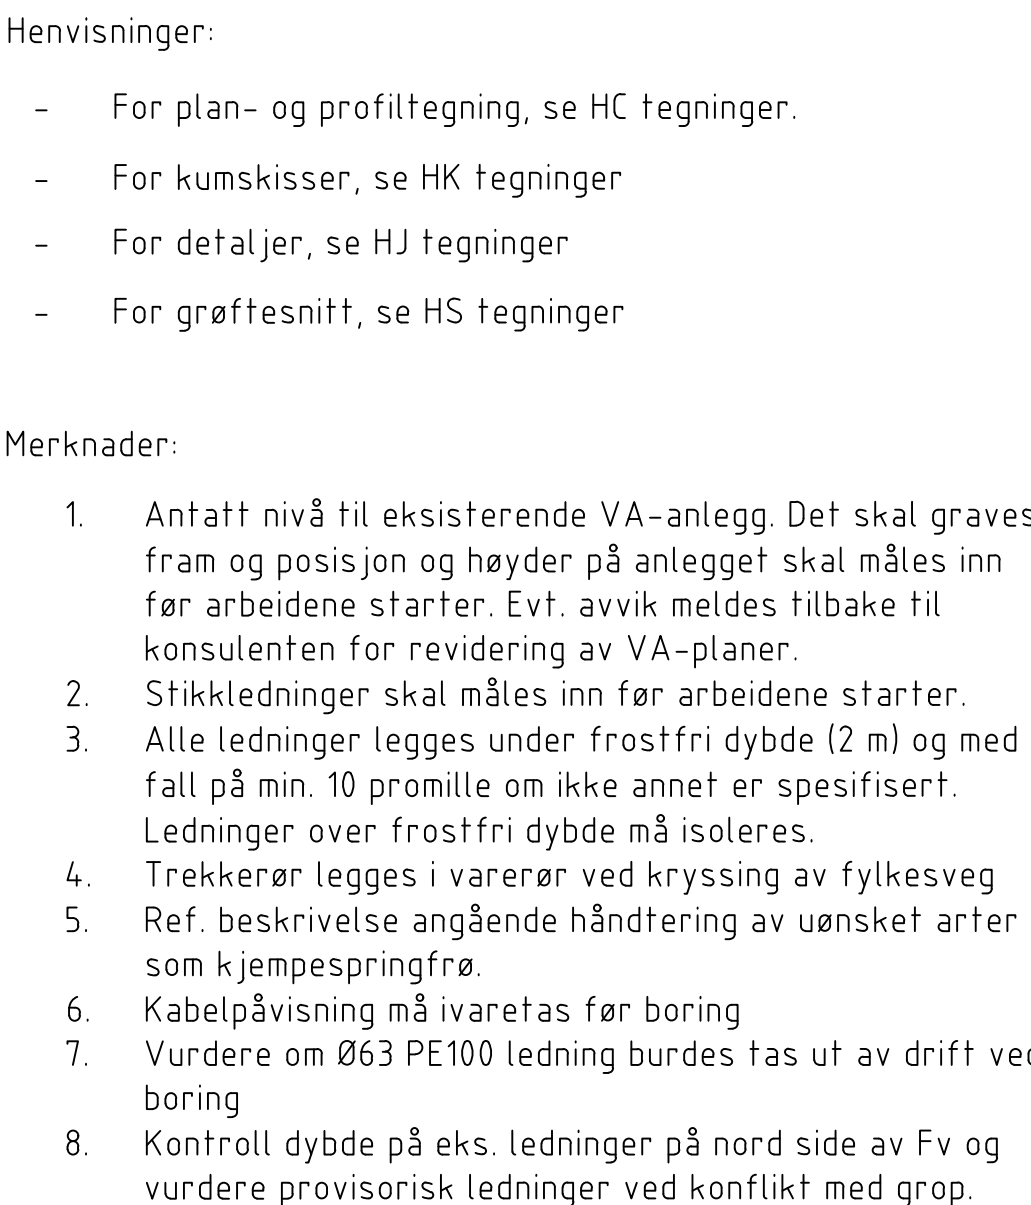 Henvisninger:
- For plan- og profiltegning, se HC tegninger.
- For kumskisser, se HK tegninger
- For detaljer, se HJ tegninger
- For grøftesnitt, se HS tegninger
Merknader:
1. Antatt nivå til eksisterende VA-anlegg. Det skal graves
fram og posisjon og høyder på anlegget skal måles inn
før arbeidene starter. Evt. avvik meldes tilbake til
konsulenten for revidering av VA-planer.
2. Stikkledninger skal måles inn før arbeidene starter.
3. Alle ledninger legges under frostfri dybde (2 m) og med
fall på min. 10 promille om ikke annet er spesifisert.
Ledninger over frostfri dybde må isoleres.
4. Trekkerør legges i varerør ved kryssing av fylkesveg
5. Ref. beskrivelse angående håndtering av uønsket arter
som kjempespringfrø.
6. Kabelpåvisning må ivaretas før boring
7. Vurdere om Ø63 PE100 ledning burdes tas ut av drift ved
boring
8. Kontroll dybde på eks. ledninger på nord side av Fv og
vurdere provisorisk ledninger ved konflikt med grop.